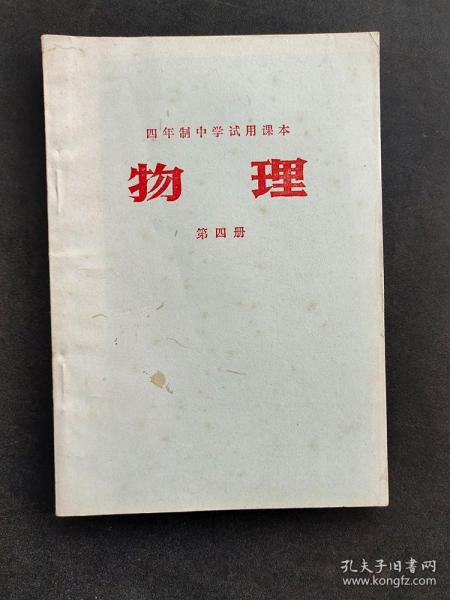 四年制中学试用课本
物理
第四册
孔夫子旧书网
www.kongfz.com